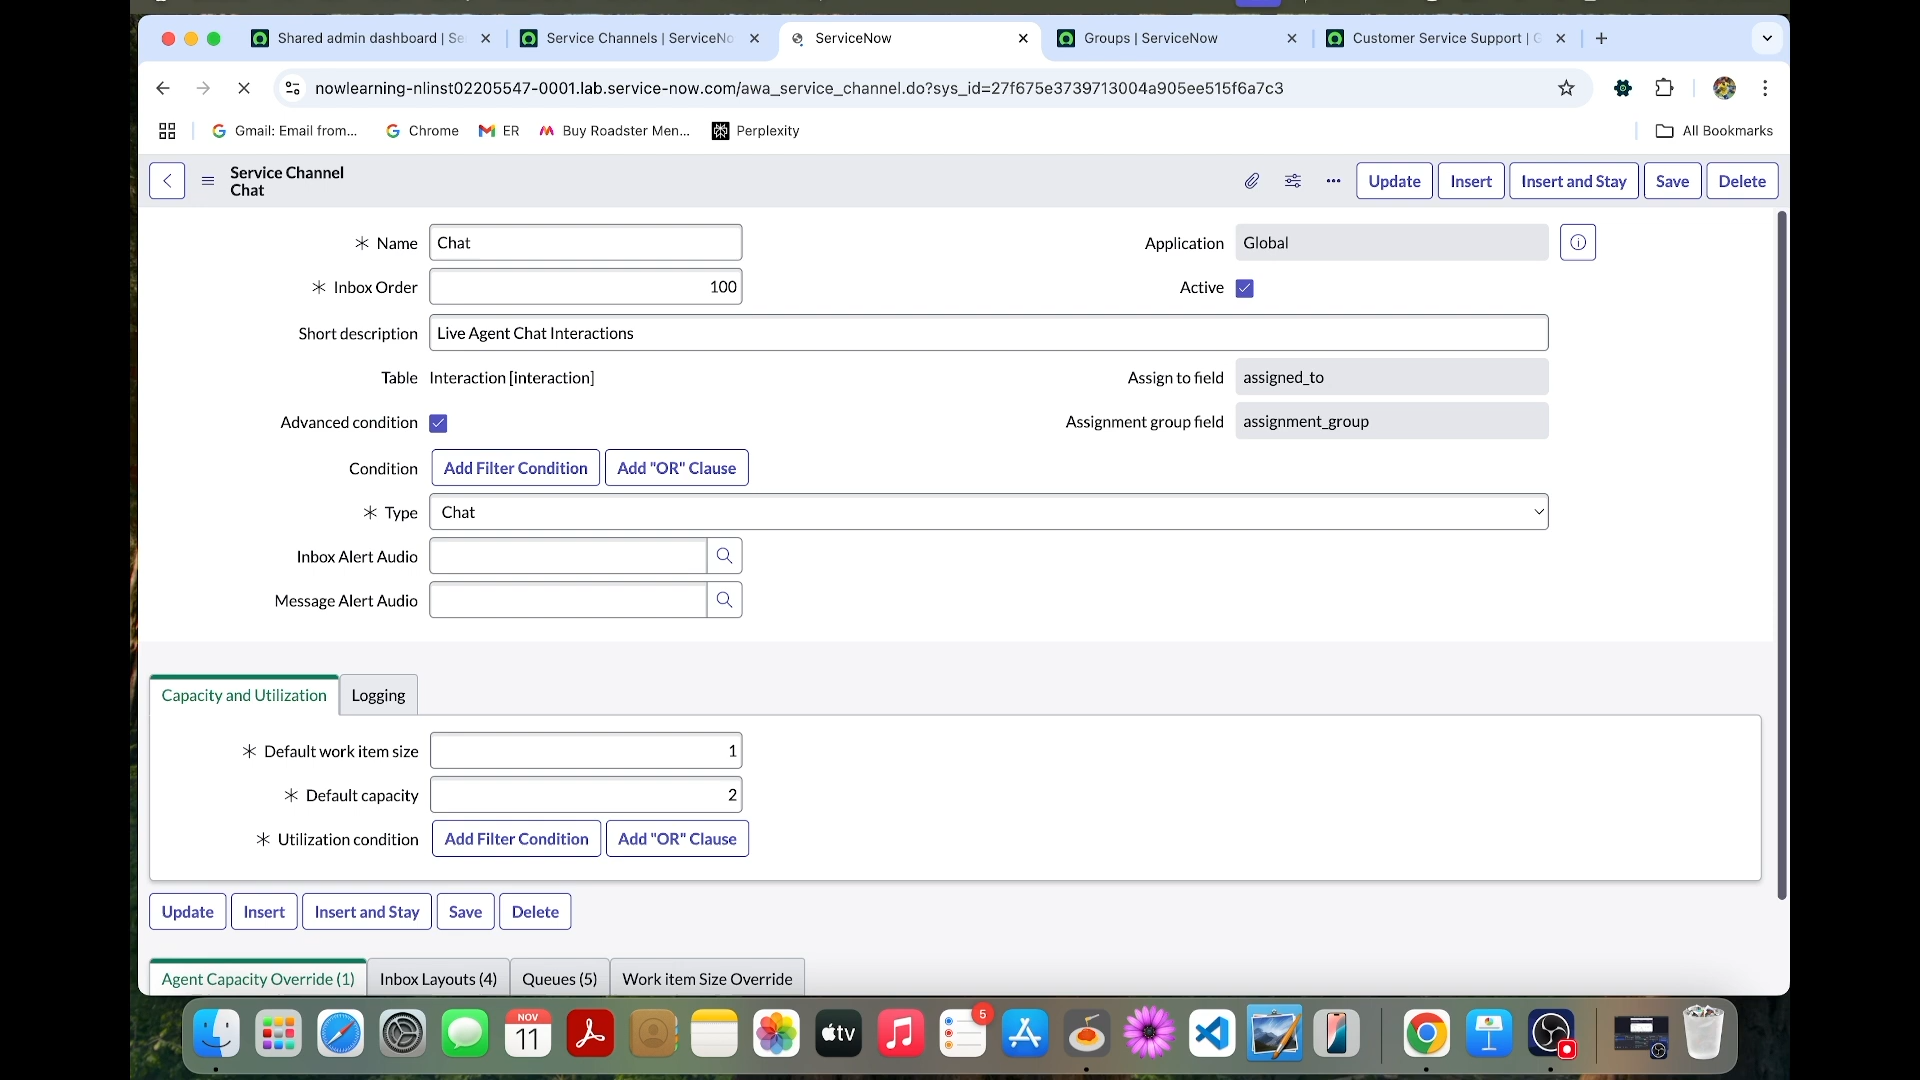 Shared admin dashboard | Se
Service Channels | ServiceNo
ServiceNow
Groups | ServiceNow
Customer Service Support | G
nowlearning-nlinst02205547-0001.lab.service-now.com/awa_service_channel.do?sys_id=27f675e3739713004a905ee515f6a7c3
Gmail: Email from...
Chrome
ER
Buy Roadster Men...
Perplexity
All Bookmarks
Service Channel
Chat
Update
Insert
Insert and Stay
Save
Delete
Name
Chat
Application
Global
Inbox Order
100
Active
Short description
Live Agent Chat Interactions
Table
Interaction [interaction]
Assign to field
assigned_to
Advanced condition
Assignment group field
assignment_group
Condition
Add Filter Condition
Add "OR" Clause
Type
Chat
Inbox Alert Audio
Message Alert Audio
Capacity and Utilization
Logging
Default work item size
1
Default capacity
2
Utilization condition
Add Filter Condition
Add "OR" Clause
Update
Insert
Insert and Stay
Save
Delete
Agent Capacity Override (1)
Inbox Layouts (4)
Queues (5)
Work item Size Override
NOV
11
tv
5